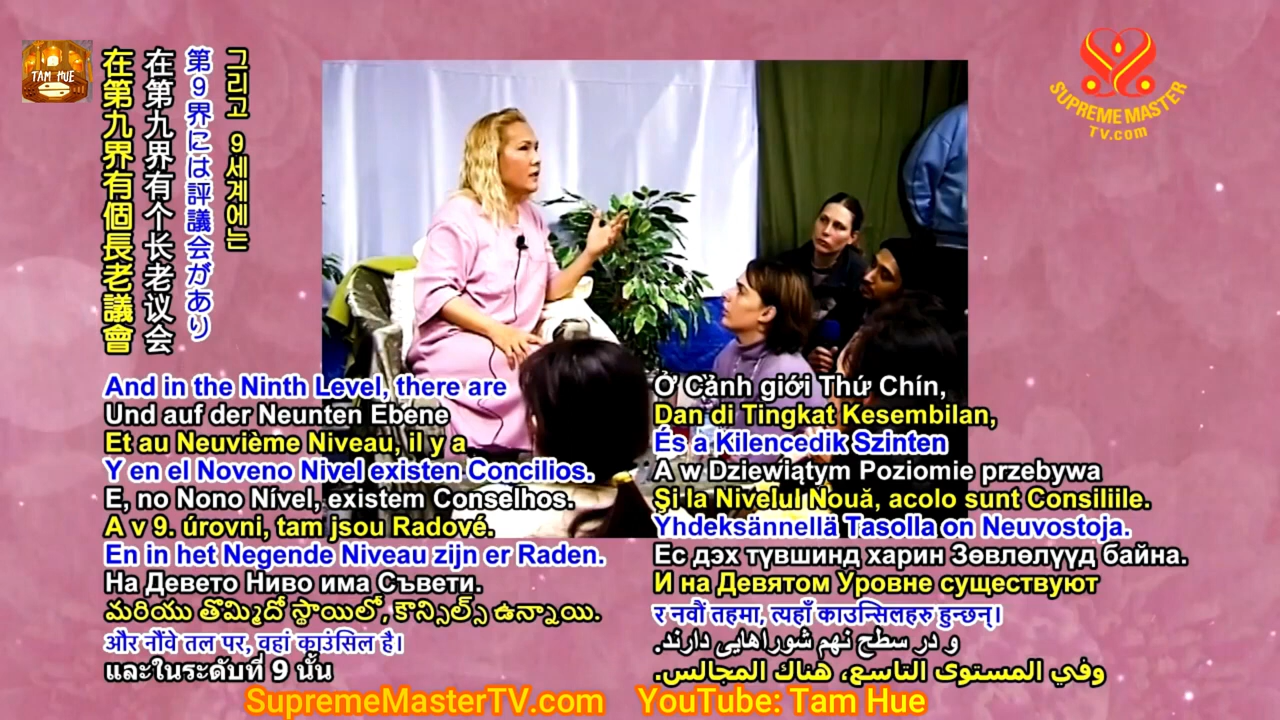 TAM HUE
SUPREME MASTER
TV.com
그리고 9세계에는
第9界には評議会があり
在第九界有个长老议会
在第九界有個長老議會
And in the Ninth Level, there are
Und auf der Neunten Ebene
Et au Neuvième Niveau, il y a
Y en el Noveno Nivel existen Concilios.
E, no Nono Nível, existem Conselhos.
A v 9. úrovni, tam jsou Radové.
En in het Negende Niveau zijn er Raden.
На Девето Ниво има Съвети.
మరియు తొమ్మిదో స్థాయిలో, కౌన్సిల్స్ ఉన్నాయి.
और नौंवे तल पर, वहां काउंसिल है।
และในระดับที่ 9 นั้น
Ở Cảnh giới Thứ Chín,
Dan di Tingkat Kesembilan,
És a Kilencedik Szinten
A w Dziewiątym Poziomie przebywa
Şi la Nivelul Nouă, acolo sunt Consiliile.
Yhdeksännellä Tasolla on Neuvostoja.
Ес дэх түвшинд харин Зөвлөлүүд байна.
И на Девятом Уровне существуют
र नवौं तहमा, त्यहाँ काउन्सिलहरु हुन्छन्।
و در سطح نهم شوراهایی دارند.
وفي المستوى التاسع، هناك المجالس.
SupremeMasterTV.com YouTube: Tam Hue